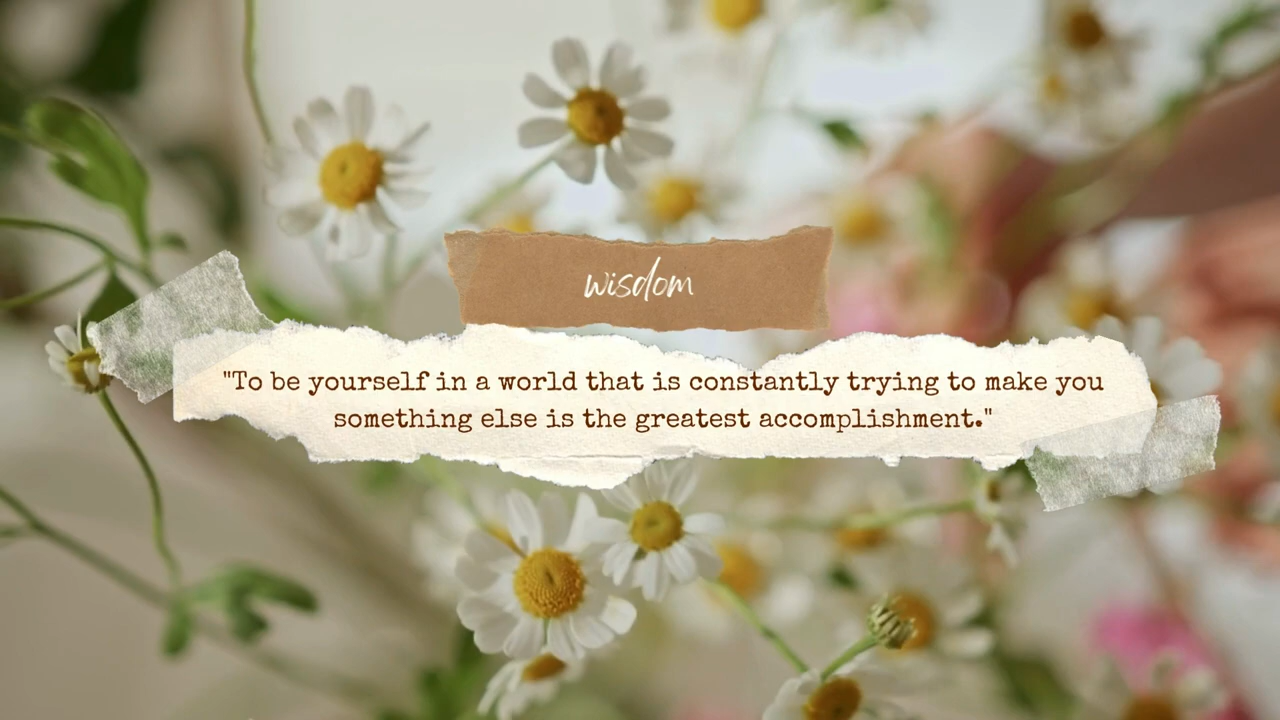 wisdom
"To be yourself in a world that is constantly trying to make you
something else is the greatest accomplishment."